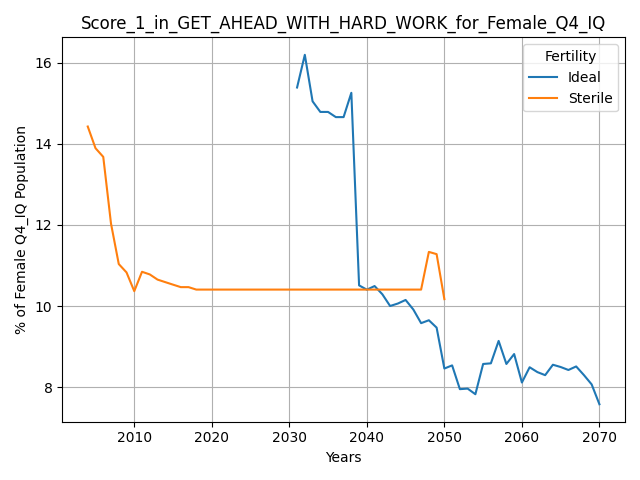 Score_1_in_GET_AHEAD_WITH_HARD_WORK_for_Female_Q4_IQ
Fertility
Ideal
Sterile
% of Female Q4_IQ Population
16
14
12
10
8
2010 2020 2030 2040 2050 2060 2070
Years